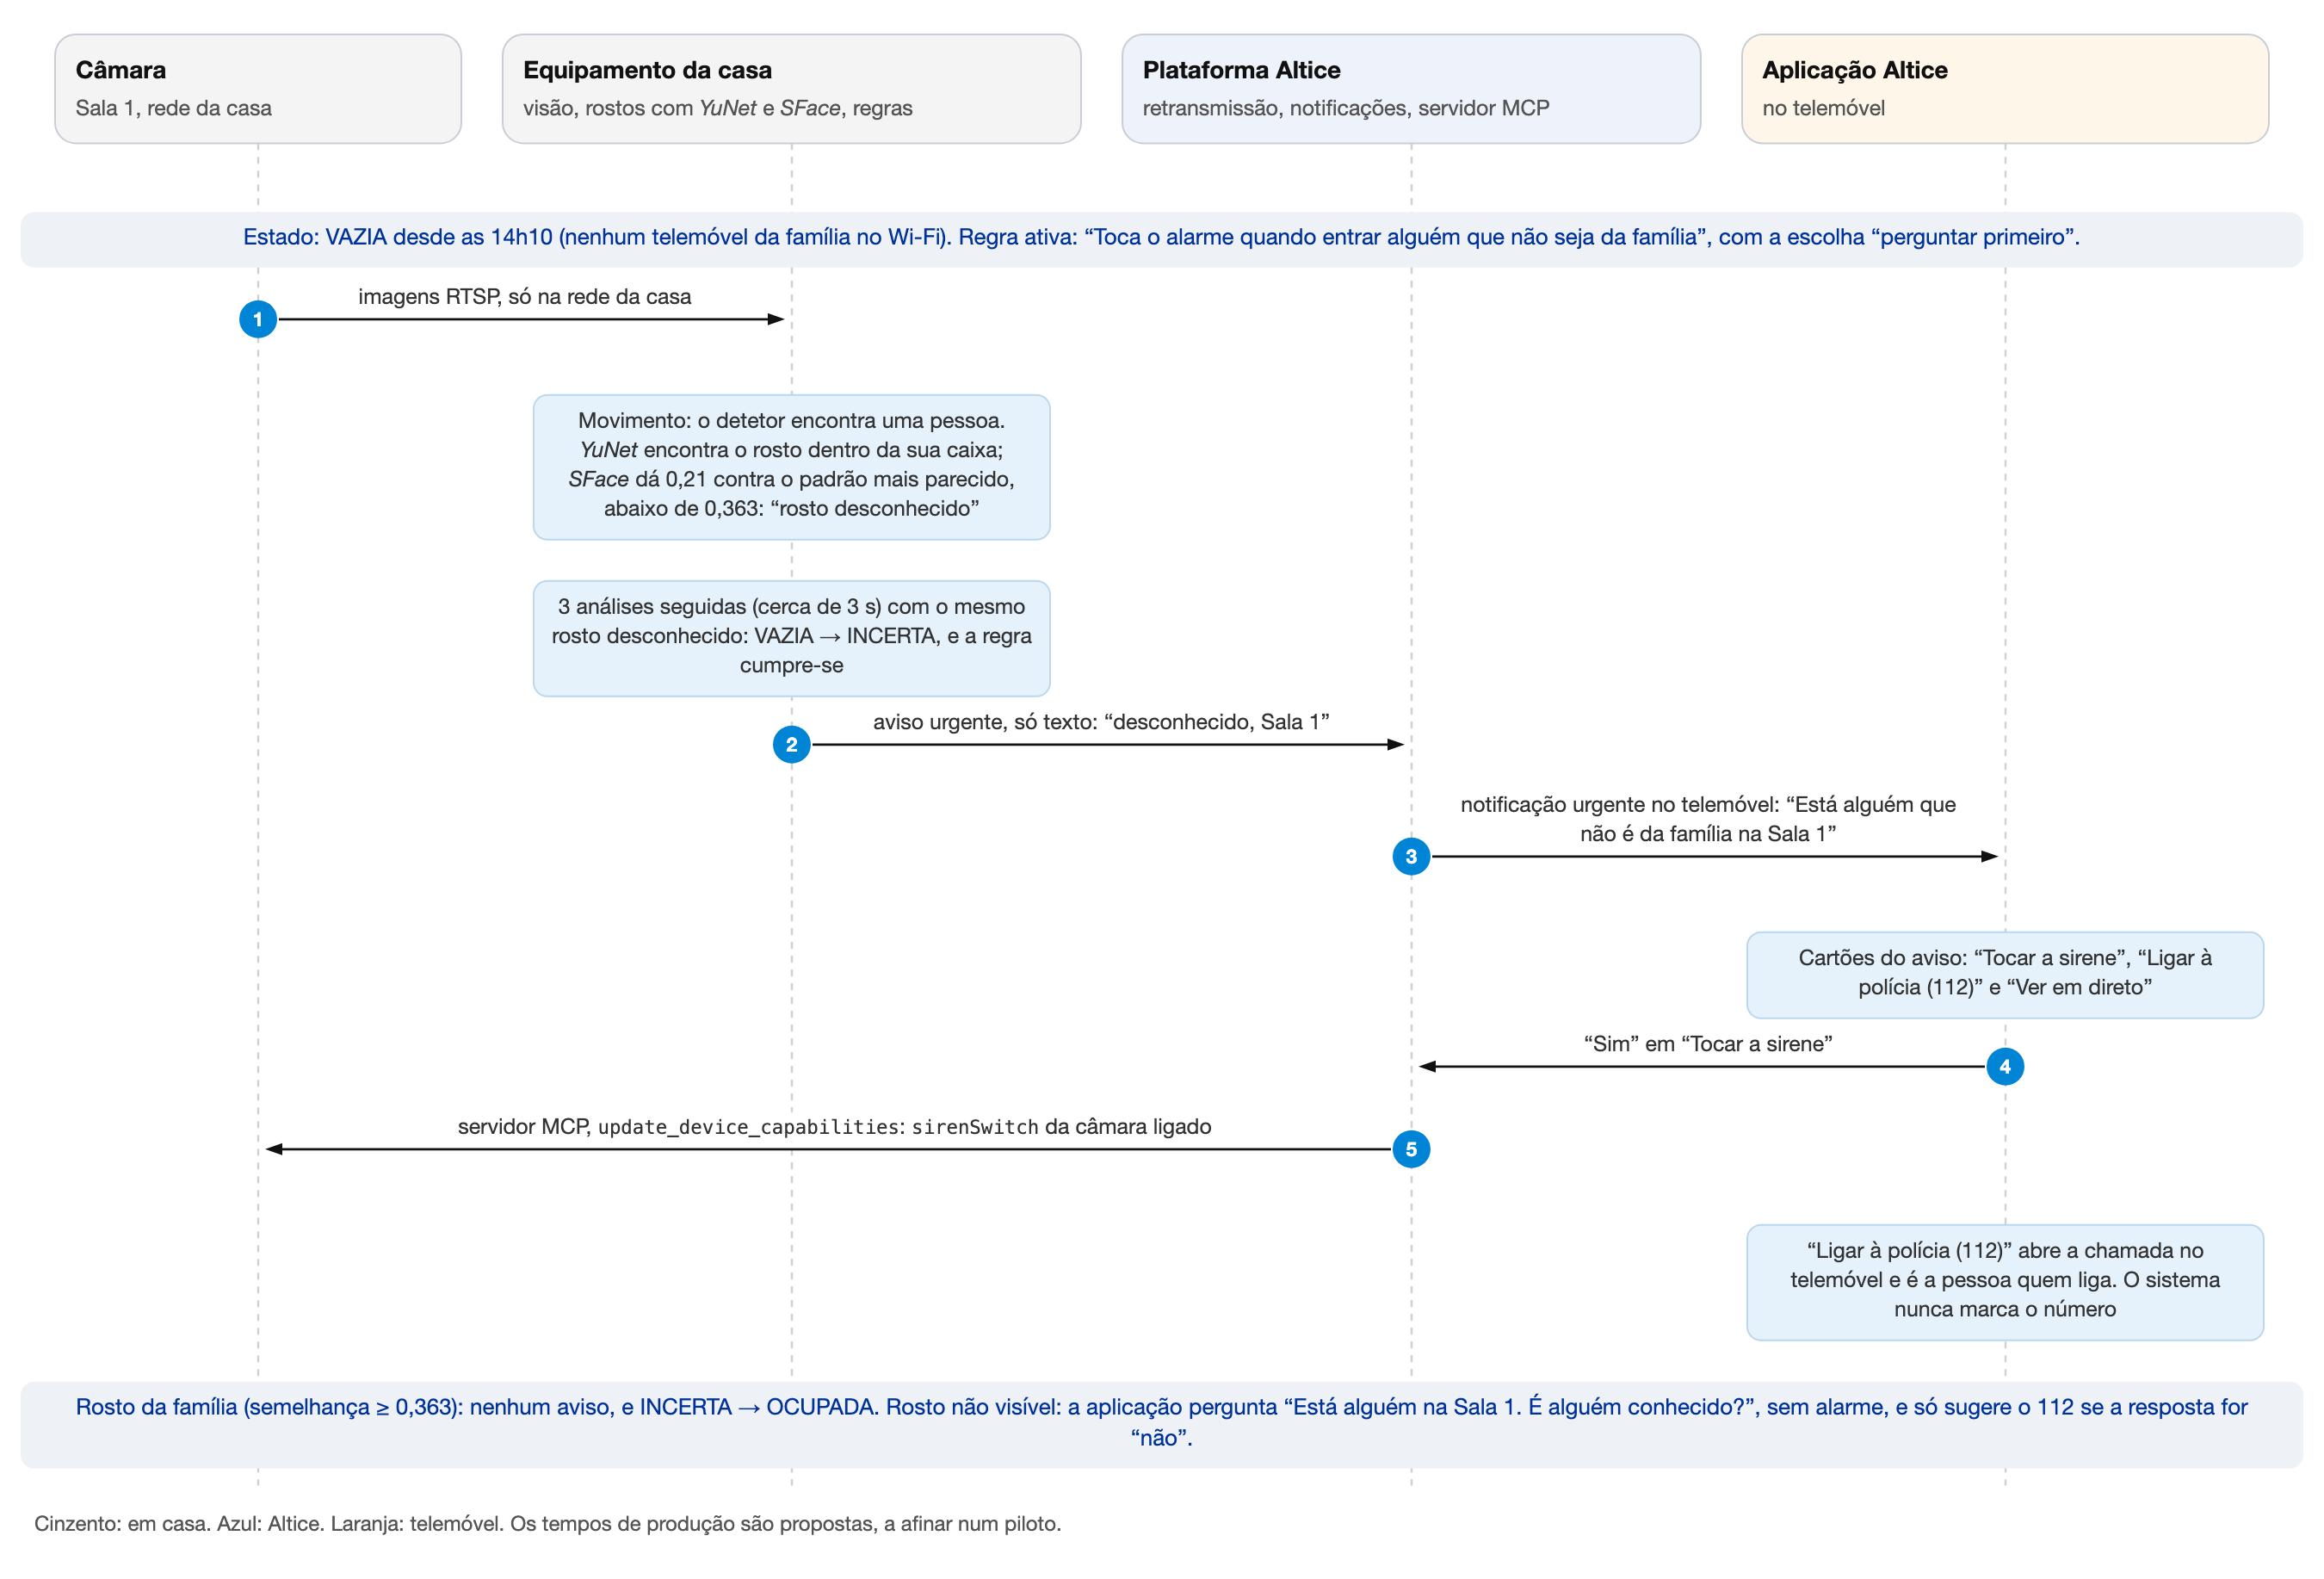 Câmara
Sala 1, rede da casa
Equipamento da casa
visão, rostos com YuNet e SFace, regras
Plataforma Altice
retransmissão, notificações, servidor MCP
Aplicação Altice
no telemóvel
Estado: VAZIA desde as 14h10 (nenhum telemóvel da família no Wi-Fi). Regra ativa: “Toca o alarme quando entrar alguém que não seja da família”, com a escolha “perguntar primeiro”.
imagens RTSP, só na rede da casa
1
Movimento: o detetor encontra uma pessoa.
YuNet encontra o rosto dentro da sua caixa;
SFace dá 0,21 contra o padrão mais parecido,
abaixo de 0,363: “rosto desconhecido”
3 análises seguidas (cerca de 3 s) com o mesmo
rosto desconhecido: VAZIA → INCERTA, e a regra
cumpre-se
aviso urgente, só texto: “desconhecido, Sala 1”
2
notificação urgente no telemóvel: “Está alguém que
não é da família na Sala 1”
3
Cartões do aviso: “Tocar a sirene”, “Ligar à
polícia (112)” e “Ver em direto”
“Sim” em “Tocar a sirene”
4
servidor MCP, update_device_capabilities: sirenSwitch da câmara ligado
5
“Ligar à polícia (112)” abre a chamada no
telemóvel e é a pessoa quem liga. O sistema
nunca marca o número
Rosto da família (semelhança ≥ 0,363): nenhum aviso, e INCERTA → OCUPADA. Rosto não visível: a aplicação pergunta “Está alguém na Sala 1. É alguém conhecido?”, sem alarme, e só sugere o 112 se a resposta for
“não”.
Cinzento: em casa. Azul: Altice. Laranja: telemóvel. Os tempos de produção são propostas, a afinar num piloto.